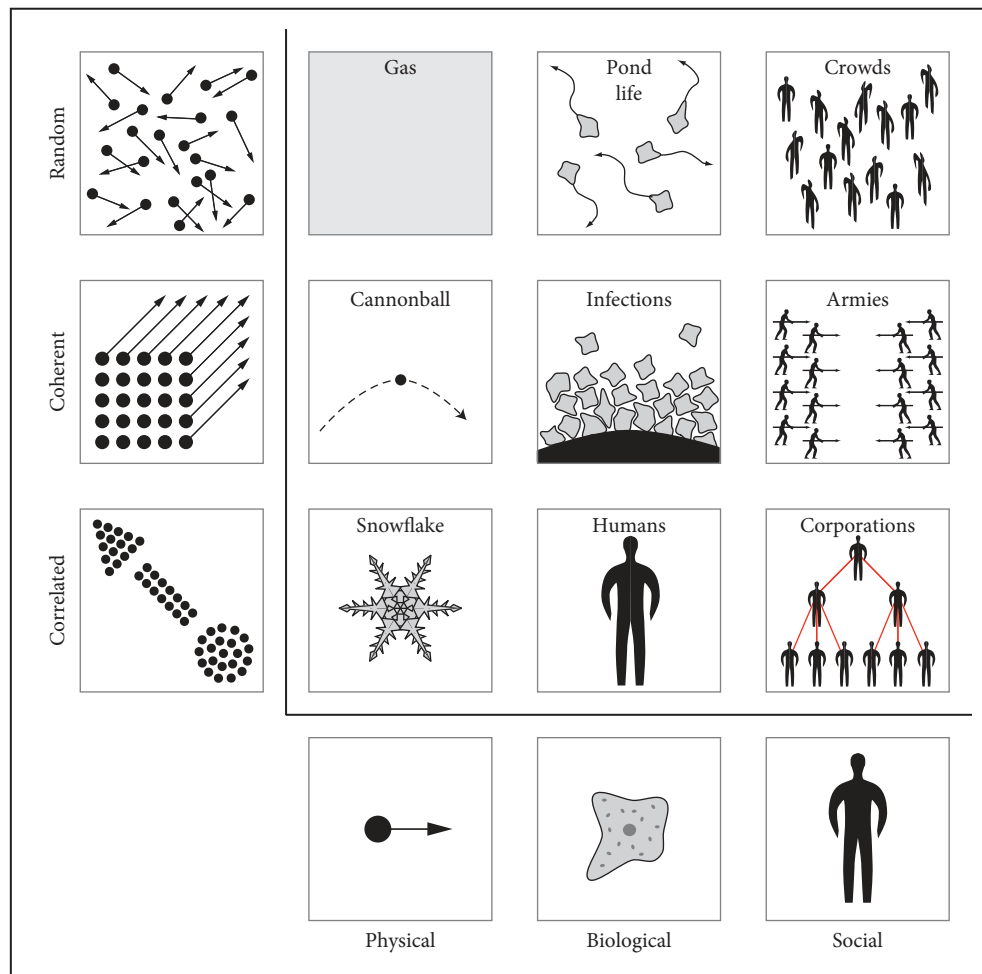 Random
Gas
Pond
life
Crowds
Coherent
Cannonball
Infections
Armies
Correlated
Snowflake
Humans
Corporations
Physical
Biological
Social